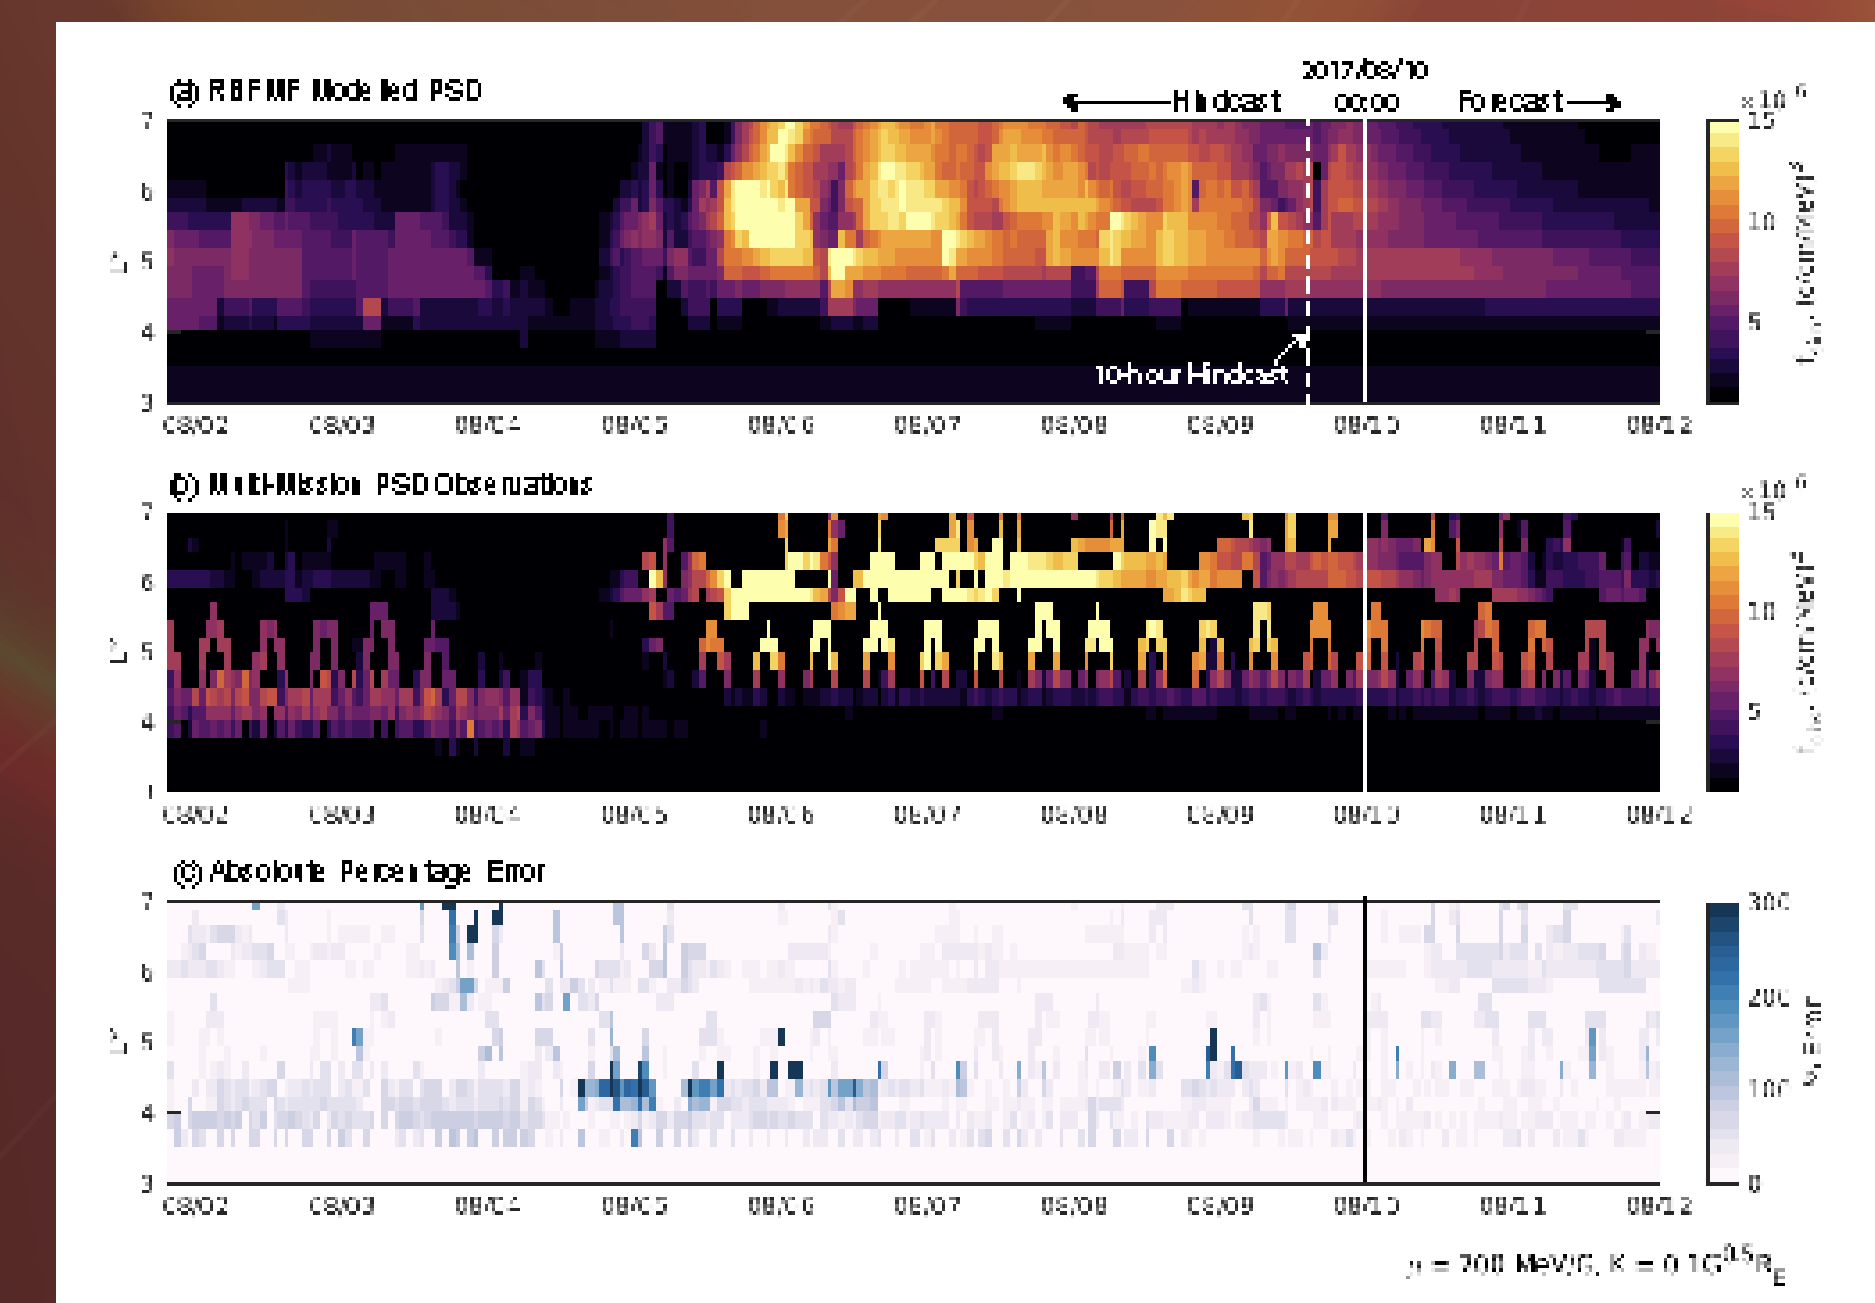 2017/08/10
(a) RBFMF Modelled PSD
Hindcast 00:00 Forecast
×10
15
10
5
7
6
5
4
3
10-hour Hindcast
08/02 08/03 08/04 08/05 08/06 08/07 08/08 08/09 08/10 08/11 08/12
(b) Multi-Mission PSD Observations
×10
15
10
5
7
6
5
4
08/02 08/03 08/04 08/05 08/06 08/07 08/08 08/09 08/10 08/11 08/12
(c) Absolute Percentage Error
300
200
100
0
% Error
7
6
5
4
3
08/02 08/03 08/04 08/05 08/06 08/07 08/08 08/09 08/10 08/11 08/12
μ = 700 MeV/G, K = 0.1G^0.5 R_E